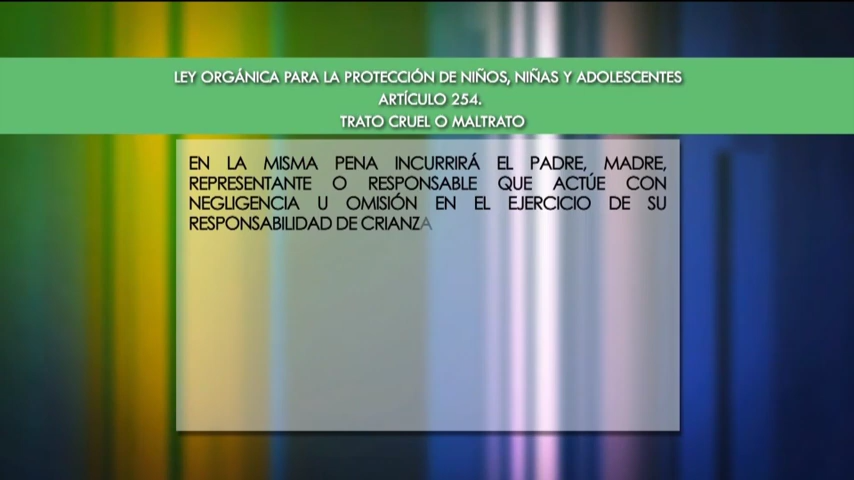 LEY ORGÁNICA PARA LA PROTECCIÓN DE NIÑOS, NIÑAS Y ADOLESCENTES
ARTÍCULO 254.
TRATO CRUEL O MALTRATO
EN LA MISMA PENA INCURRIRÁ EL PADRE, MADRE,
REPRESENTANTE O RESPONSABLE QUE ACTÚE CON
NEGLIGENCIA U OMISIÓN EN EL EJERCICIO DE SU
RESPONSABILIDAD DE CRIANZA